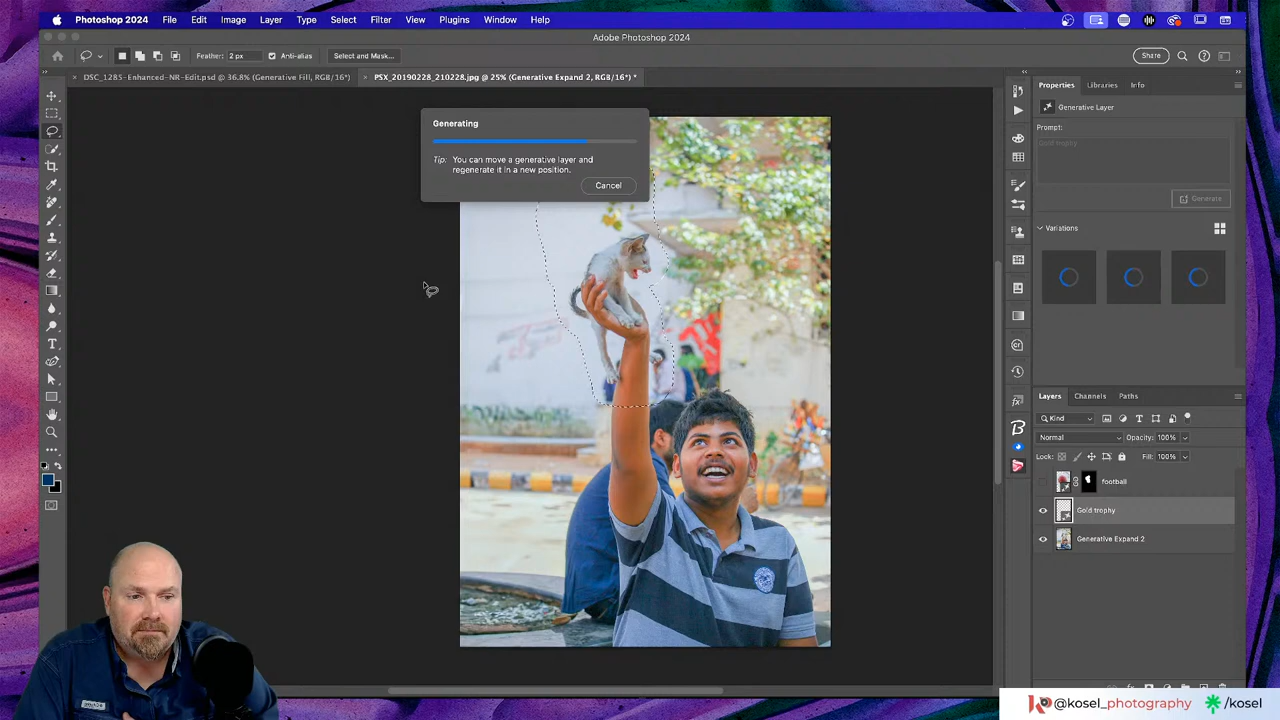 Photoshop 2024 File Edit Image Layer Type Select Filter View Plugins Window Help
Adobe Photoshop 2024
Feather: 2 px Anti-alias Select and Mask... Share
DSC_1285-Enhanced-NR-Edit.psd @ 36.8% (Generative Fill, RGB/16*)
PSX_20190228_210228.jpg @ 25% (Generative Expand 2, RGB/16*) *
Properties Libraries Info
Generative Layer
Prompt:
Gold trophy
Generate
Variations
Generating
Tip: You can move a generative layer and
regenerate it in a new position.
Cancel
Layers Channels Paths
Kind
Normal Opacity: 100%
Lock: Fill: 100%
football
Gold trophy
Generative Expand 2
@kosel_photography /kosel